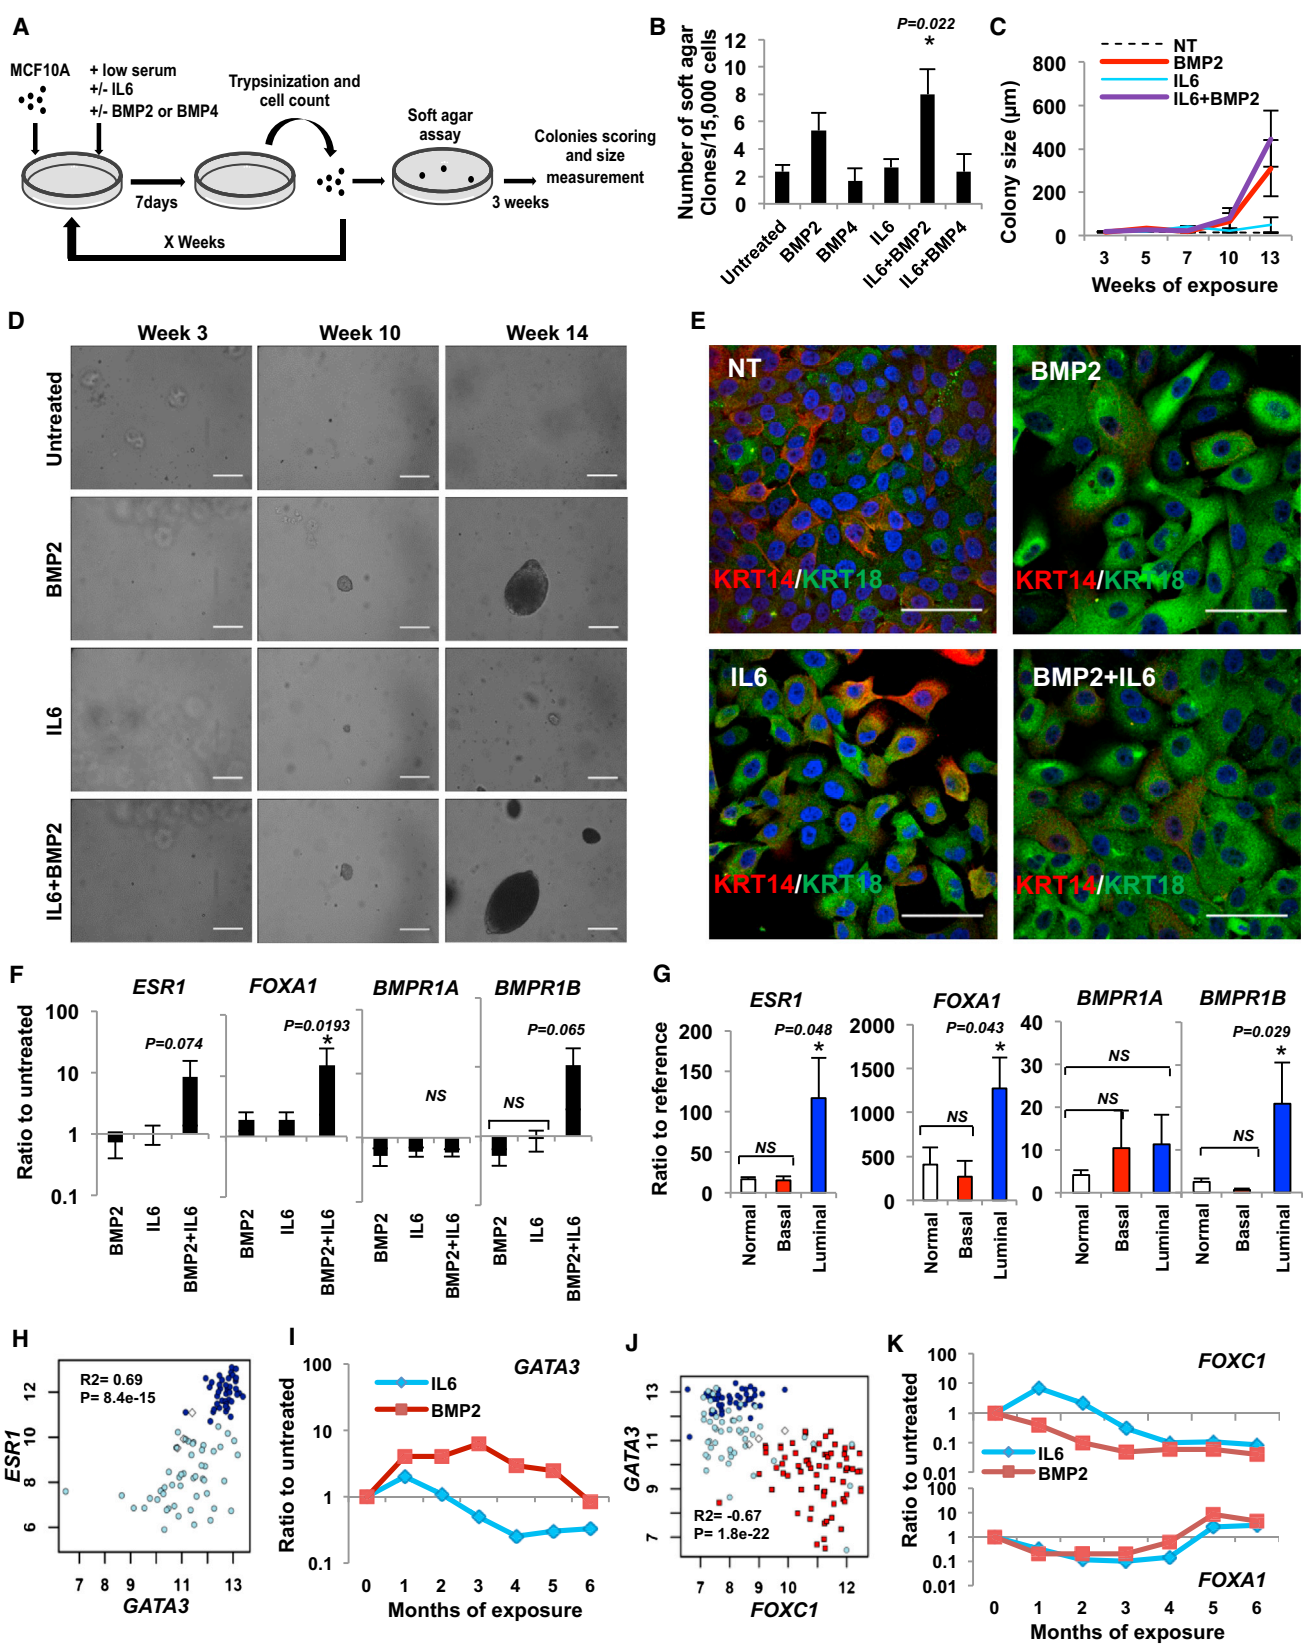 A
MCF10A
+ low serum
+/- IL6
+/- BMP2 or BMP4
Trypsinization and
cell count
Soft agar
assay
Colonies scoring
and size
measurement
7days
3 weeks
X Weeks
B
P=0.022
*
Number of soft agar
Clones/15,000 cells
12
10
8
6
4
2
0
Untreated
BMP2
BMP4
IL6
IL6+BMP2
IL6+BMP4
C
NT
BMP2
IL6
IL6+BMP2
Colony size (µm)
800
600
400
200
0
3 5 7 10 13
Weeks of exposure
D
Week 3 Week 10 Week 14
Untreated
BMP2
IL6
IL6+BMP2
E
NT
KRT14/KRT18
BMP2
KRT14/KRT18
IL6
KRT14/KRT18
BMP2+IL6
KRT14/KRT18
F
Ratio to untreated
100
10
1
0.1
ESR1
P=0.074
BMP2
IL6
BMP2+IL6
FOXA1
P=0.0193
*
BMP2
IL6
BMP2+IL6
BMPR1A
NS
BMP2
IL6
BMP2+IL6
BMPR1B
P=0.065
NS
BMP2
IL6
BMP2+IL6
G
Ratio to reference
ESR1
P=0.048
*
NS
200
150
100
50
0
Normal
Basal
Luminal
FOXA1
P=0.043
*
NS
2000
1500
1000
500
0
Normal
Basal
Luminal
BMPR1A
NS
NS
40
30
20
10
0
Normal
Basal
Luminal
BMPR1B
P=0.029
*
NS
Normal
Basal
Luminal
H
R2= 0.69
P= 8.4e-15
ESR1
12
10
8
6
7 8 9 11 13
GATA3
I
GATA3
IL6
BMP2
Ratio to untreated
100
10
1
0.1
0 1 2 3 4 5 6
Months of exposure
J
GATA3
13
11
9
7
R2= -0.67
P= 1.8e-22
7 8 9 10 12
FOXC1
K
FOXC1
Ratio to untreated
100
10
1
0.1
0.01
IL6
BMP2
100
10
1
0.1
0.01
FOXA1
0 1 2 3 4 5 6
Months of exposure